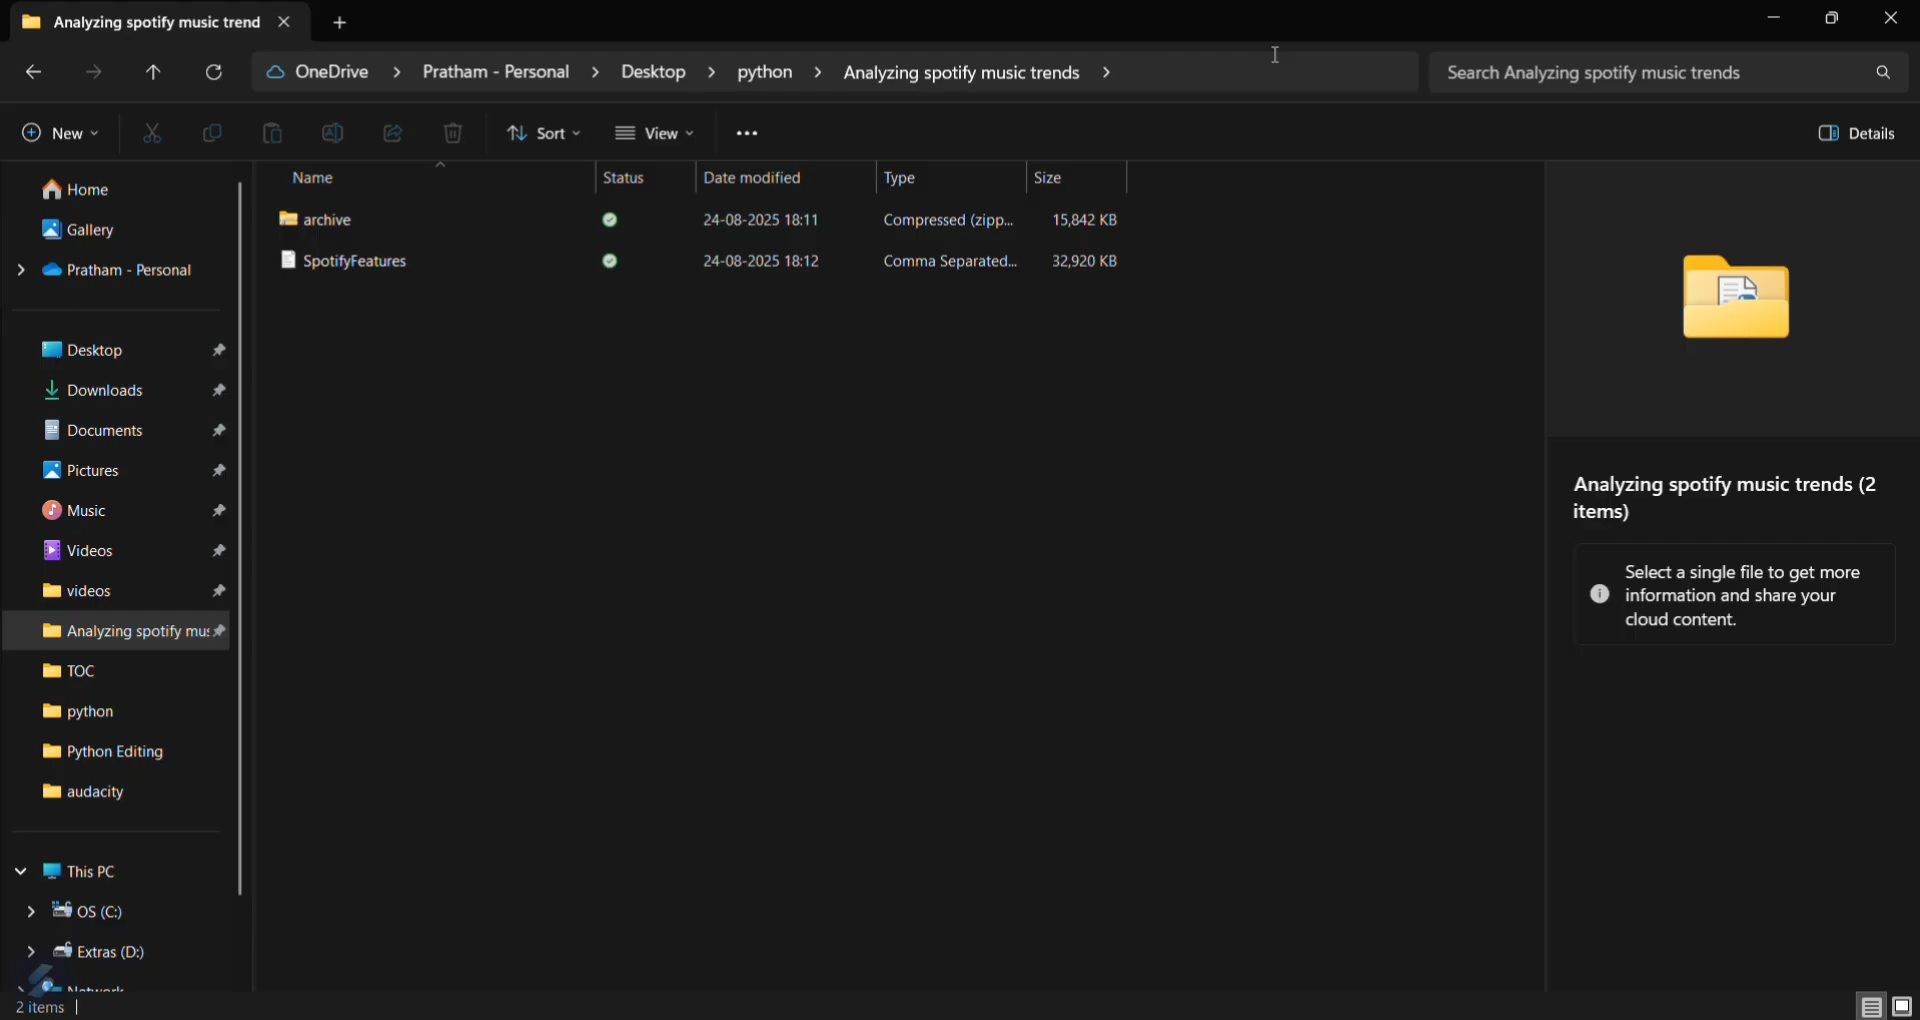 Analyzing spotify music trend
OneDrive > Pratham - Personal > Desktop > python > Analyzing spotify music trends >
Search Analyzing spotify music trends
New
Sort
View
Details
Name
Status
Date modified
Type
Size
archive
24-08-2025 18:11
Compressed (zipp...
15,842 KB
SpotifyFeatures
24-08-2025 18:12
Comma Separated...
32,920 KB
Home
Gallery
Pratham - Personal
Desktop
Downloads
Documents
Pictures
Music
Videos
videos
Analyzing spotify mu
TOC
python
Python Editing
audacity
This PC
OS (C:)
Extras (D:)
Network
2 items
Analyzing spotify music trends (2
items)
Select a single file to get more
information and share your
cloud content.